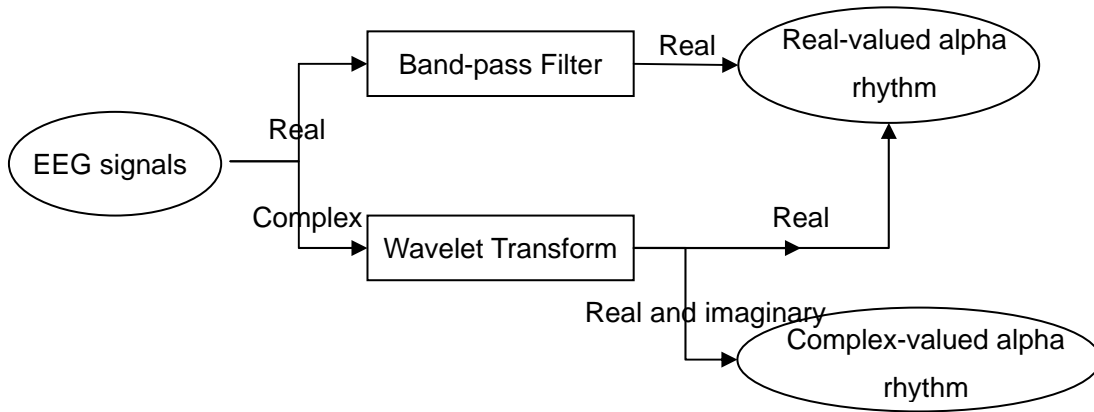 Real-valued alpha
rhythm
Real
Band-pass Filter
Real
EEG signals
Complex
Wavelet Transform
Real
Real and imaginary
Complex-valued alpha
rhythm